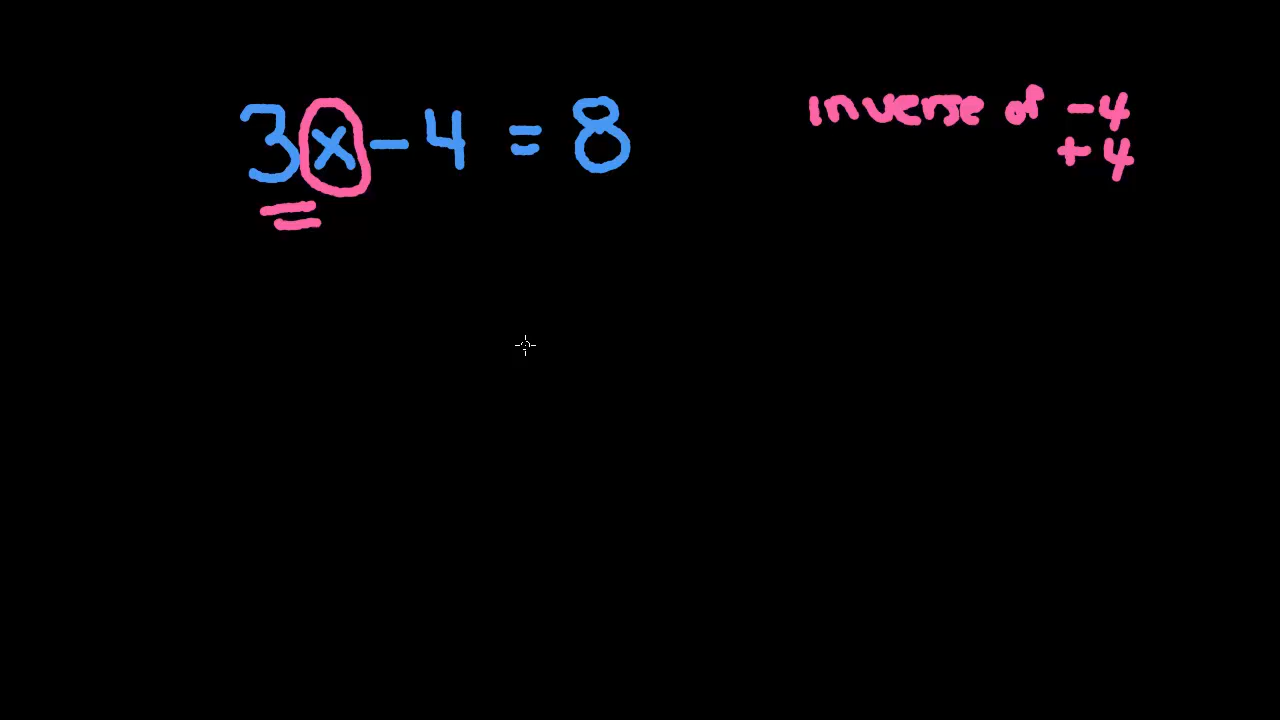 3x - 4 = 8
inverse of -4
+ 4